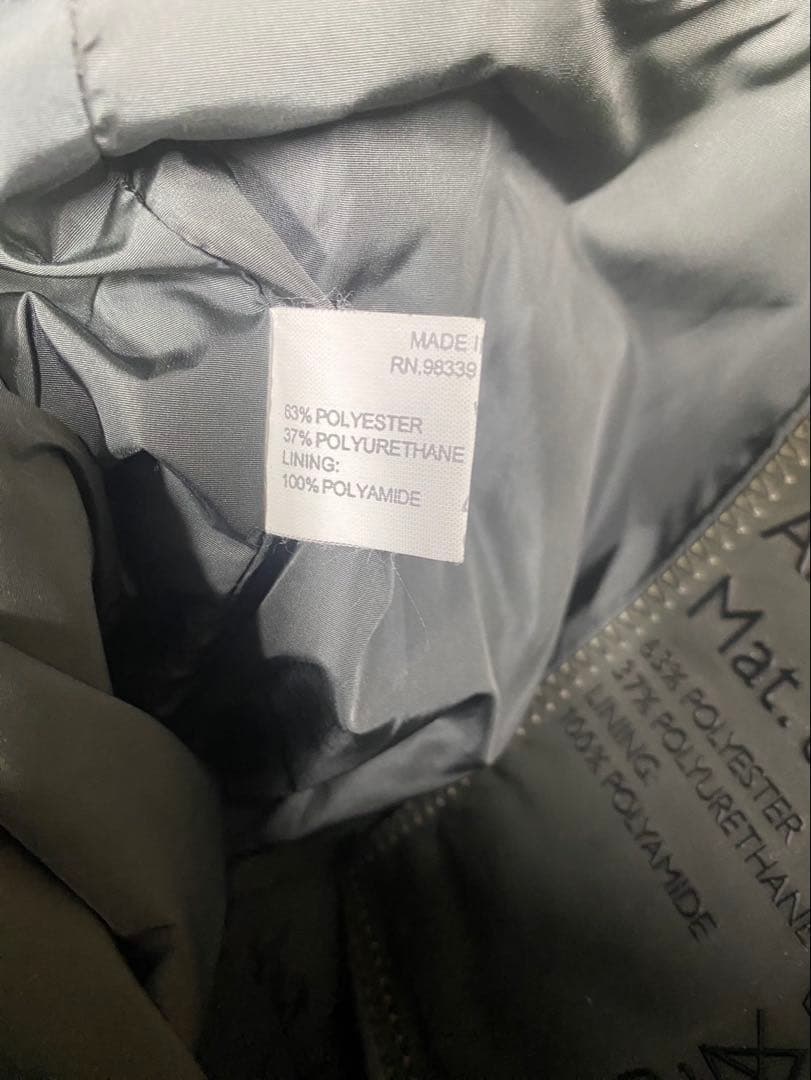 MADE I
RN.98339
63% POLYESTER
37% POLYURETHANE
LINING:
100% POLYAMIDE
Mat.
63% POLYESTER
37% POLYURETHANE
LINING:
100% POLYAMIDE